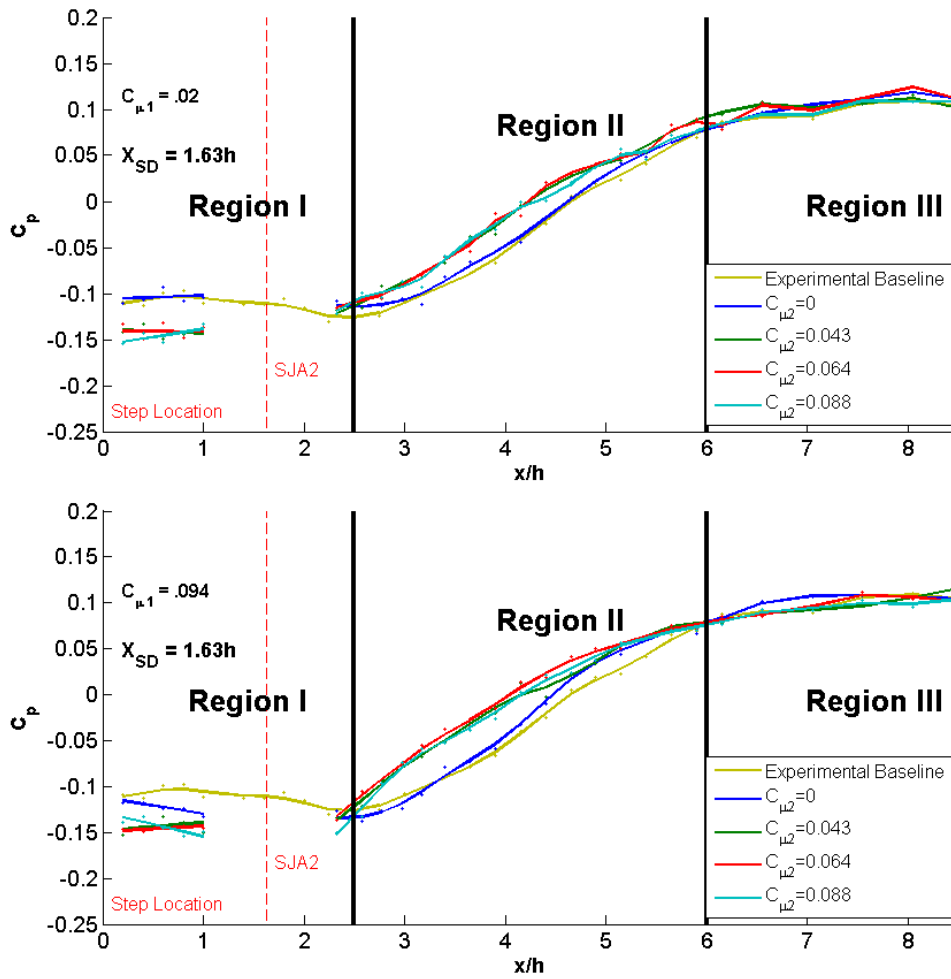 0.2
0.15
0.1
0.05
0
-0.05
-0.1
-0.15
-0.2
-0.25
C_p
C_μ1 = .02
X_SD = 1.63h
Region I
Region II
Region III
SJA2
Step Location
Experimental Baseline
C_μ2=0
C_μ2=0.043
C_μ2=0.064
C_μ2=0.088
0 1 2 3 4 5 6 7 8
x/h
0.2
0.15
0.1
0.05
0
-0.05
-0.1
-0.15
-0.2
-0.25
C_p
C_μ1 = .094
X_SD = 1.63h
Region I
Region II
Region III
SJA2
Step Location
Experimental Baseline
C_μ2=0
C_μ2=0.043
C_μ2=0.064
C_μ2=0.088
0 1 2 3 4 5 6 7 8
x/h